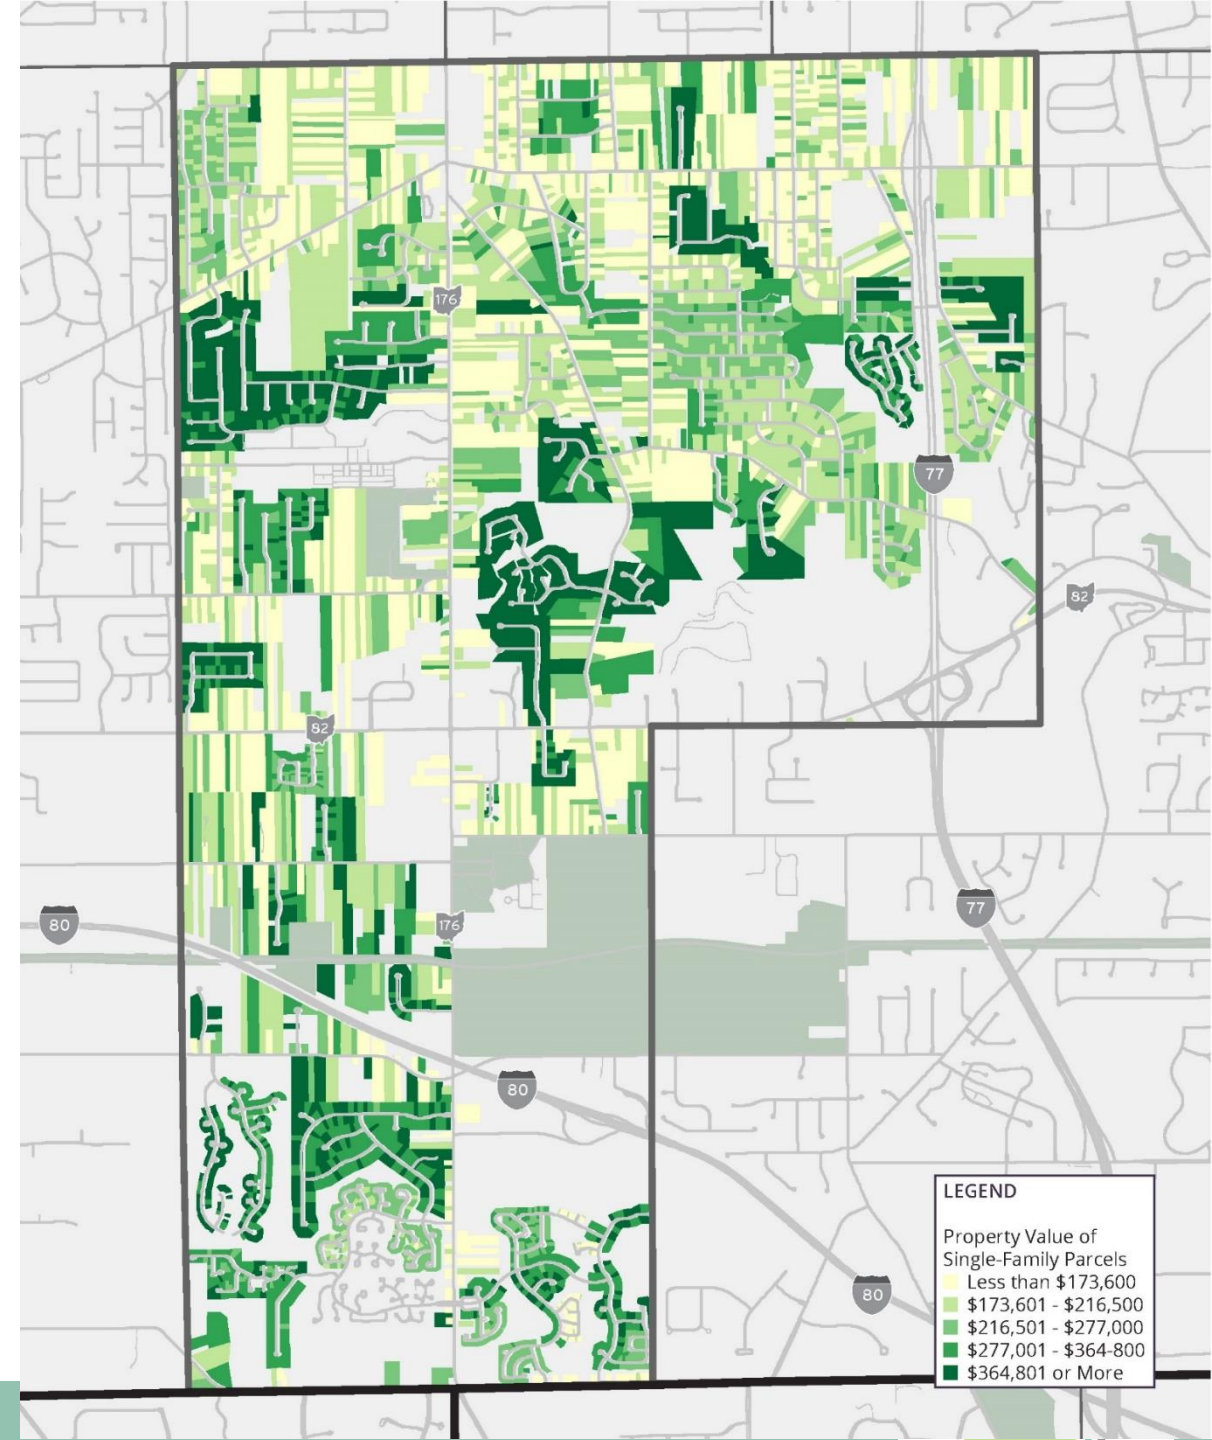 176
77
82
82
80
176
77
80
80
LEGEND
Property Value of
Single-Family Parcels
Less than $173,600
$173,601 - $216,500
$216,501 - $277,000
$277,001 - $364-800
$364,801 or More